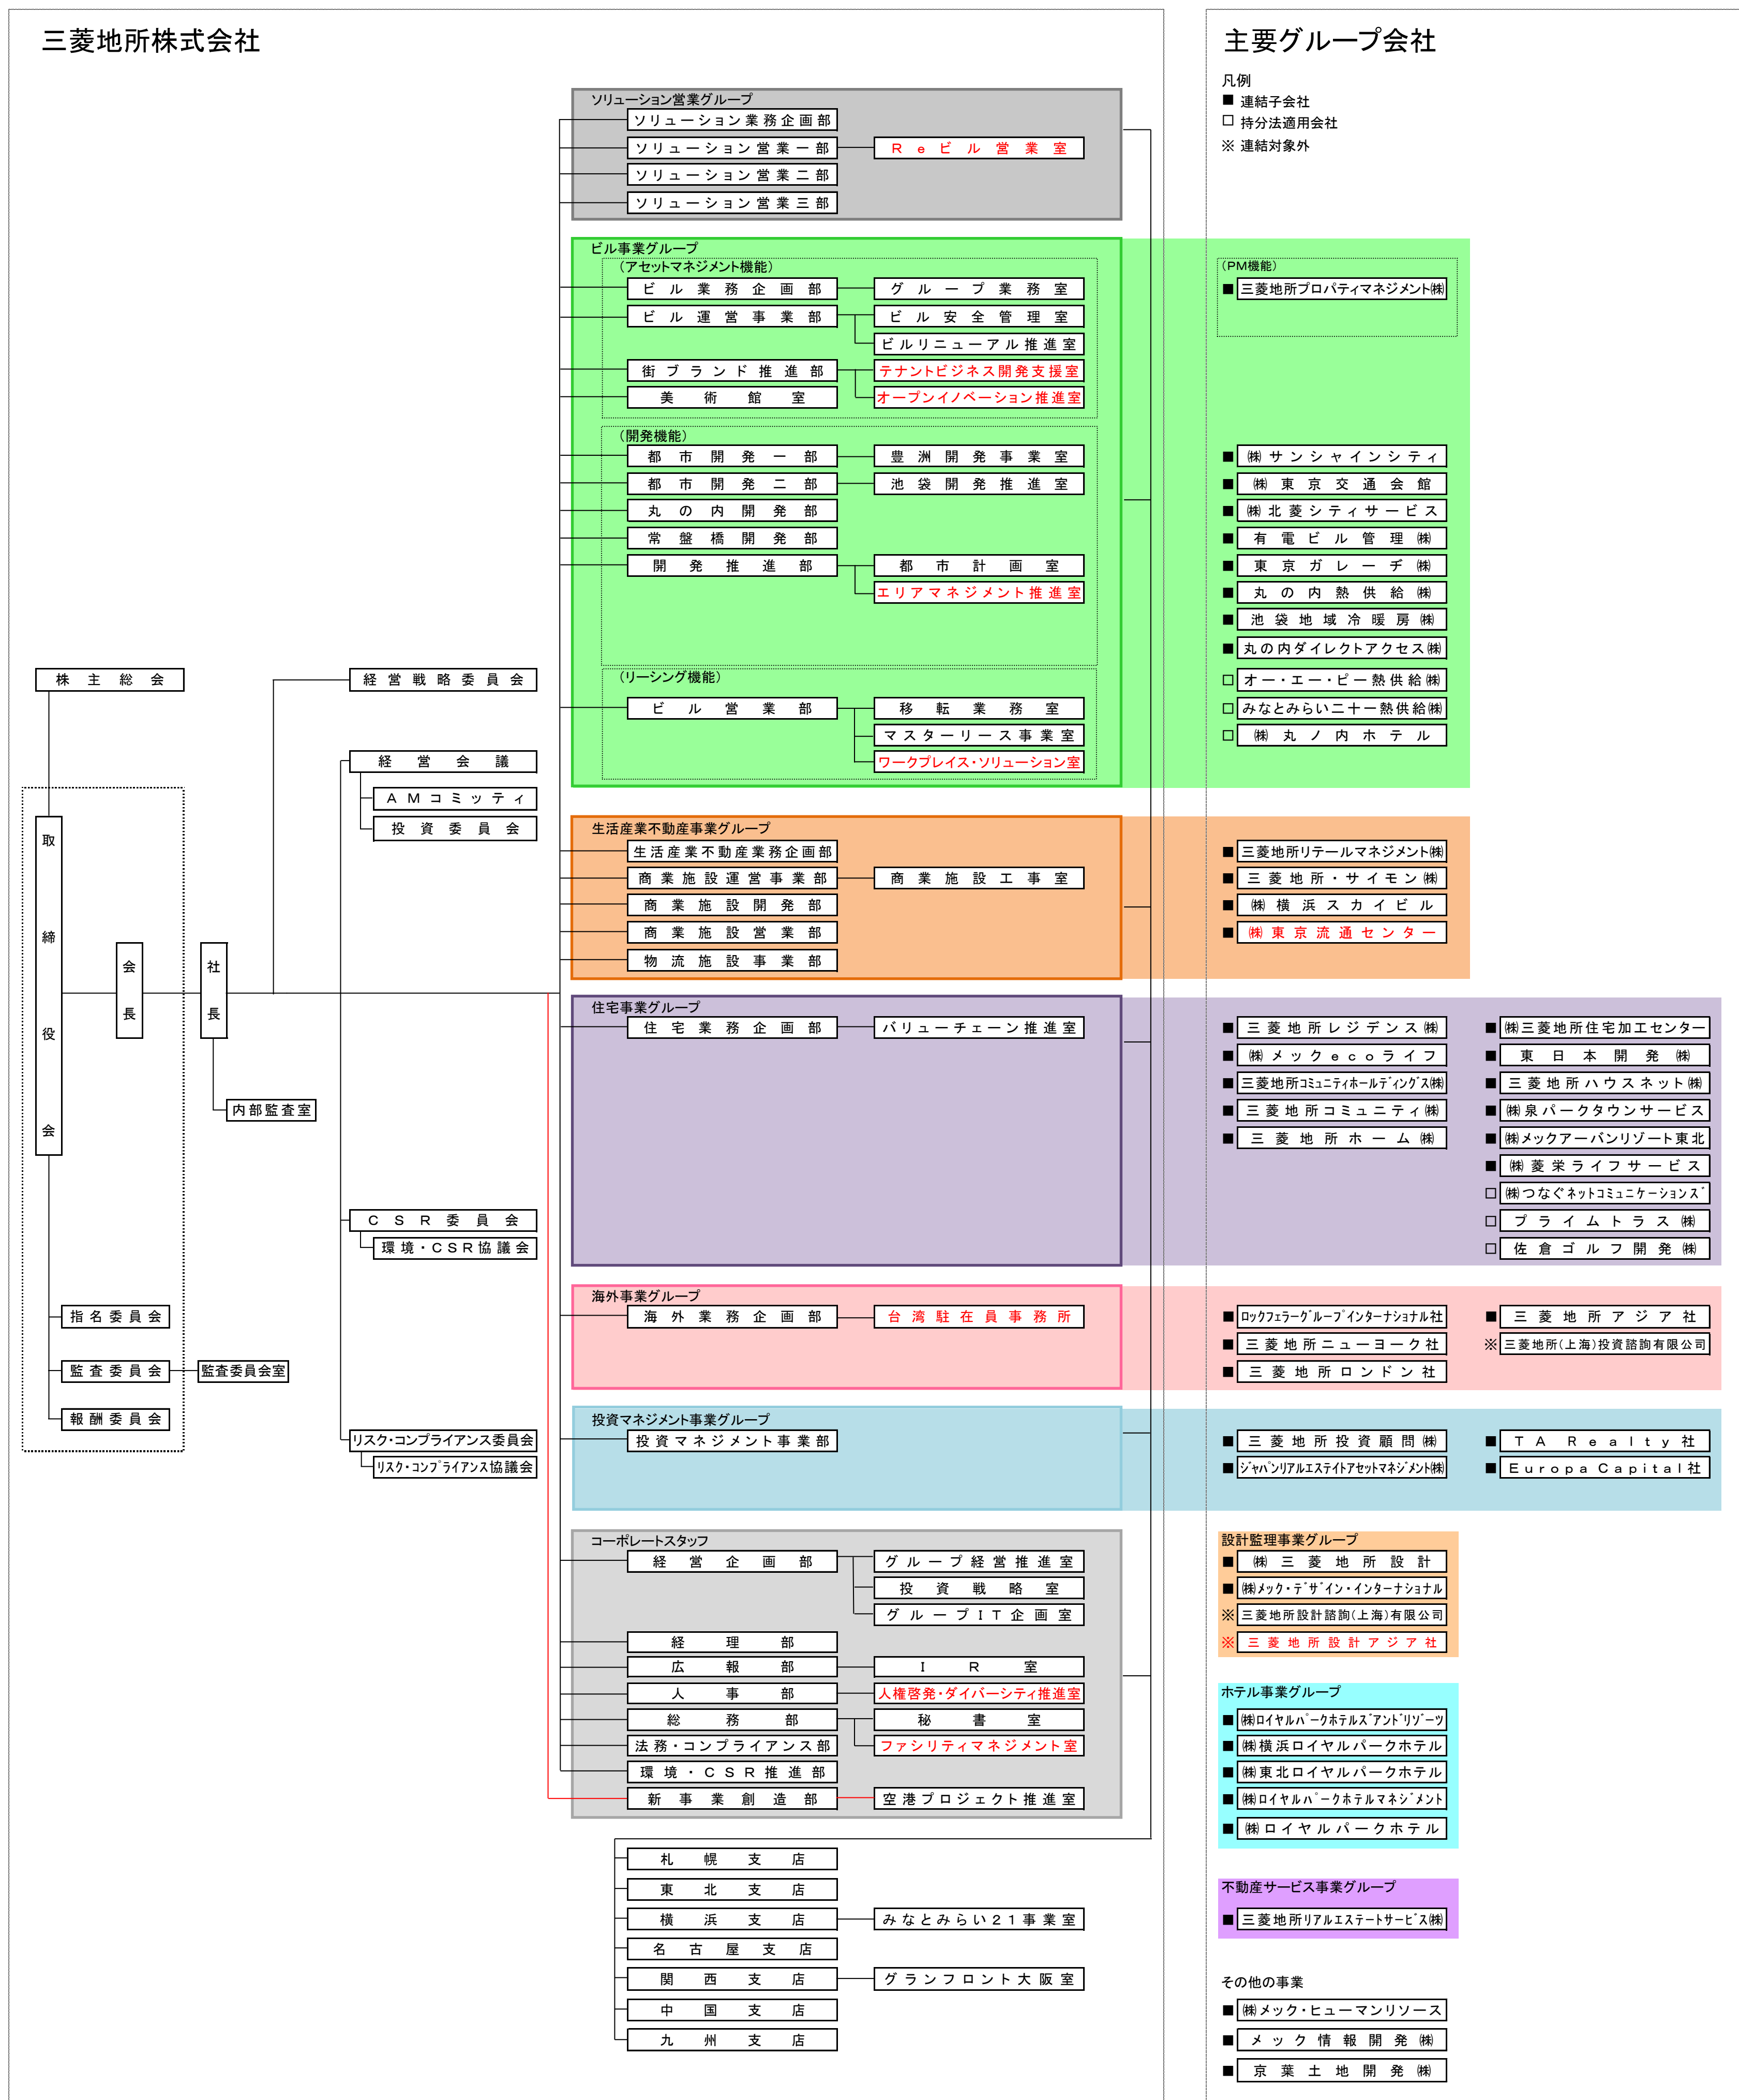 三菱地所株式会社
株主総会
取締役会
会長
社長
内部監査室
指名委員会
監査委員会
監査委員会室
報酬委員会
経営戦略委員会
経営会議
AMコミッティ
投資委員会
CSR委員会
環境・CSR協議会
リスク・コンプライアンス委員会
リスク・コンプライアンス協議会
ソリューション営業グループ
ソリューション業務企画部
ソリューション営業一部
Reビル営業室
ソリューション営業二部
ソリューション営業三部
ビル事業グループ
(アセットマネジメント機能)
ビル業務企画部
グループ業務室
ビル運営事業部
ビル安全管理室
ビルリニューアル推進室
街ブランド推進部
テナントビジネス開発支援室
美術館室
オープンイノベーション推進室
(開発機能)
都市開発一部
豊洲開発事業室
都市開発二部
池袋開発推進室
丸の内開発部
常盤橋開発部
開発推進部
都市計画室
エリアマネジメント推進室
(リーシング機能)
ビル営業部
移転業務室
マスターリース事業室
ワークプレイス・ソリューション室
生活産業不動産事業グループ
生活産業不動産業務企画部
商業施設運営事業部
商業施設工事室
商業施設開発部
商業施設営業部
物流施設事業部
住宅事業グループ
住宅業務企画部
バリューチェーン推進室
海外事業グループ
海外業務企画部
台湾駐在員事務所
投資マネジメント事業グループ
投資マネジメント事業部
コーポレートスタッフ
経営企画部
グループ経営推進室
投資戦略室
グループIT企画室
経理部
広報部
IR室
人事部
人権啓発・ダイバーシティ推進室
総務部
秘書室
法務・コンプライアンス部
ファシリティマネジメント室
環境・CSR推進部
新事業創造部
空港プロジェクト推進室
札幌支店
東北支店
横浜支店
みなとみらい21事業室
名古屋支店
関西支店
グランフロント大阪室
中国支店
九州支店
主要グループ会社
凡例
■ 連結子会社
□ 持分法適用会社
※ 連結対象外
(PM機能)
■ 三菱地所プロパティマネジメント㈱
■ ㈱サンシャインシティ
■ ㈱東京交通会館
■ ㈱北菱シティサービス
■ 有電ビル管理㈱
■ 東京ガレーヂ㈱
■ 丸の内熱供給㈱
■ 池袋地域冷暖房㈱
■ 丸の内ダイレクトアクセス㈱
□ オー・エー・ピー熱供給㈱
□ みなとみらい二十一熱供給㈱
□ ㈱丸ノ内ホテル
■ 三菱地所リテールマネジメント㈱
■ 三菱地所・サイモン㈱
■ ㈱横浜スカイビル
■ ㈱東京流通センター
■ 三菱地所レジデンス㈱
■ ㈱三菱地所住宅加工センター
■ ㈱メックecoライフ
■ 東日本開発㈱
■ 三菱地所コミュニティホールディングス㈱
■ 三菱地所ハウスネット㈱
■ 三菱地所コミュニティ㈱
■ ㈱泉パークタウンサービス
■ 三菱地所ホーム㈱
■ ㈱メックアーバンリゾート東北
■ ㈱菱栄ライフサービス
□ ㈱つなぐネットコミュニケーションズ
□ プライムトラス㈱
□ 佐倉ゴルフ開発㈱
■ ロックフェラーグループインターナショナル社
■ 三菱地所アジア社
■ 三菱地所ニューヨーク社
※ 三菱地所(上海)投資諮詢有限公司
■ 三菱地所ロンドン社
■ 三菱地所投資顧問㈱
■ TA Realty社
■ ジャパンリアルエステイトアセットマネジメント㈱
■ Europa Capital社
設計監理事業グループ
■ ㈱三菱地所設計
■ ㈱メック・デザイン・インターナショナル
※ 三菱地所設計諮詢(上海)有限公司
※ 三菱地所設計アジア社
ホテル事業グループ
■ ㈱ロイヤルパークホテルズアンドリゾーツ
■ ㈱横浜ロイヤルパークホテル
■ ㈱東北ロイヤルパークホテル
■ ㈱ロイヤルパークホテルマネジメント
■ ㈱ロイヤルパークホテル
不動産サービス事業グループ
■ 三菱地所リアルエステートサービス㈱
その他の事業
■ ㈱メック・ヒューマンリソース
■ メック情報開発㈱
■ 京葉土地開発㈱